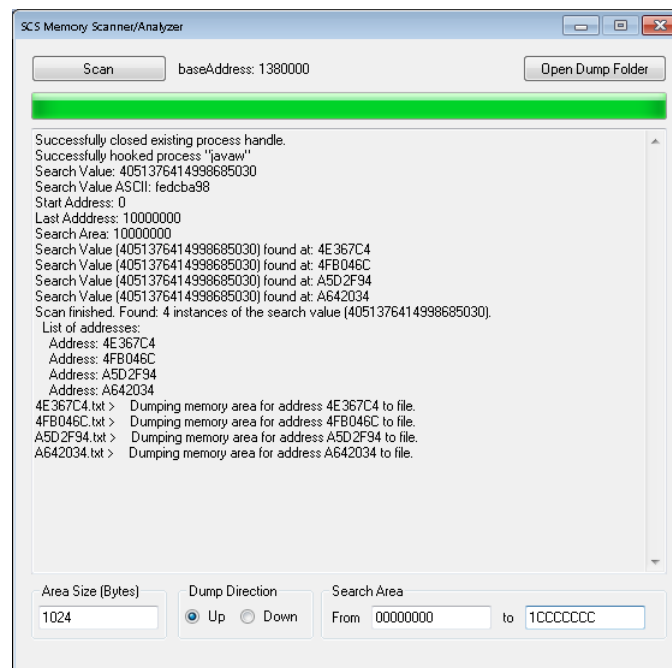 SCS Memory Scanner/Analyzer
Scan baseAddress: 1380000 Open Dump Folder
Successfully closed existing process handle.
Successfully hooked process "javaw"
Search Value: 4051376414998685030
Search Value ASCII: fedcba98
Start Address: 0
Last Adddress: 10000000
Search Area: 10000000
Search Value (4051376414998685030) found at: 4E367C4
Search Value (4051376414998685030) found at: 4FB046C
Search Value (4051376414998685030) found at: A5D2F94
Search Value (4051376414998685030) found at: A642034
Scan finished. Found: 4 instances of the search value (4051376414998685030).
List of addresses:
Address: 4E367C4
Address: 4FB046C
Address: A5D2F94
Address: A642034
4E367C4.txt > Dumping memory area for address 4E367C4 to file.
4FB046C.txt > Dumping memory area for address 4FB046C to file.
A5D2F94.txt > Dumping memory area for address A5D2F94 to file.
A642034.txt > Dumping memory area for address A642034 to file.
Area Size (Bytes) Dump Direction Search Area
1024 Up Down From 00000000 to 1CCCCCCC